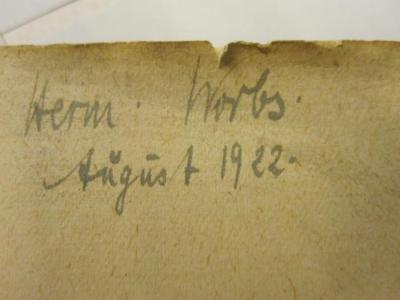 Herm. Worbs.
August 1922.